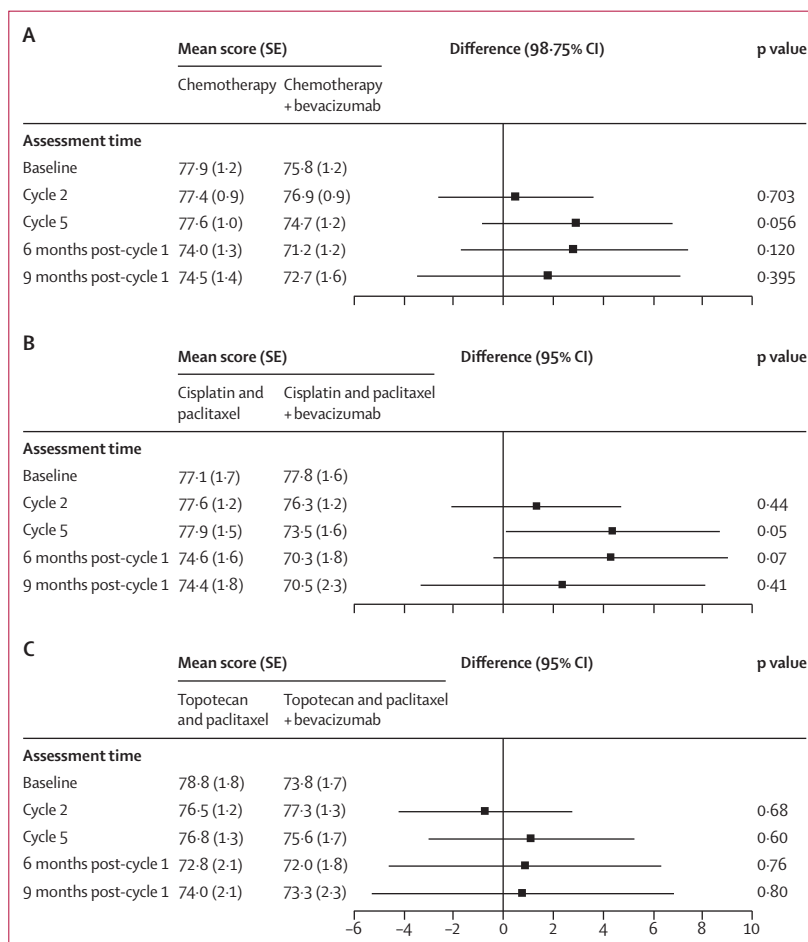 A
Mean score (SE) Difference (98·75% CI) p value
Chemotherapy Chemotherapy
+ bevacizumab
Assessment time
Baseline 77·9 (1·2) 75·8 (1·2)
Cycle 2 77·4 (0·9) 76·9 (0·9) 0·703
Cycle 5 77·6 (1·0) 74·7 (1·2) 0·056
6 months post-cycle 1 74·0 (1·3) 71·2 (1·2) 0·120
9 months post-cycle 1 74·5 (1·4) 72·7 (1·6) 0·395
–6 –4 –2 0 2 4 6 8 10
B
Mean score (SE) Difference (95% CI) p value
Cisplatin and Cisplatin and paclitaxel
paclitaxel + bevacizumab
Assessment time
Baseline 77·1 (1·7) 77·8 (1·6)
Cycle 2 77·6 (1·2) 76·3 (1·2) 0·44
Cycle 5 77·9 (1·5) 73·5 (1·6) 0·05
6 months post-cycle 1 74·6 (1·6) 70·3 (1·8) 0·07
9 months post-cycle 1 74·4 (1·8) 70·5 (2·3) 0·41
C
Mean score (SE) Difference (95% CI) p value
Topotecan Topotecan and paclitaxel
and paclitaxel + bevacizumab
Assessment time
Baseline 78·8 (1·8) 73·8 (1·7)
Cycle 2 76·5 (1·2) 77·3 (1·3) 0·68
Cycle 5 76·8 (1·3) 75·6 (1·7) 0·60
6 months post-cycle 1 72·8 (2·1) 72·0 (1·8) 0·76
9 months post-cycle 1 74·0 (2·1) 73·3 (2·3) 0·80
–6 –4 –2 0 2 4 6 8 10